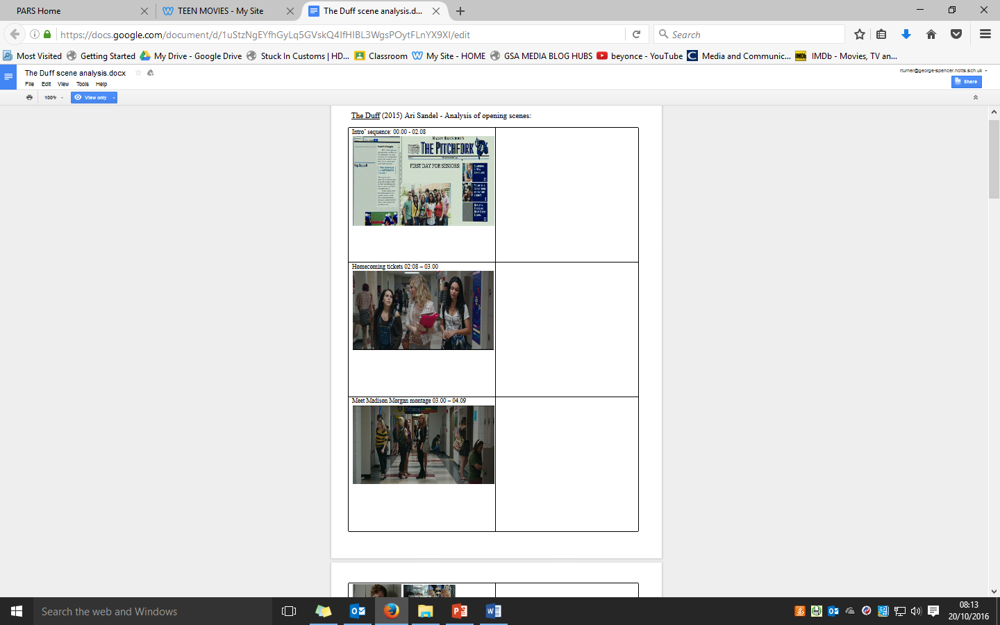 PARS Home
TEEN MOVIES - My Site
The Duff scene analysis.d...
https://docs.google.com/document/d/1uStzNgEYfhGyLq5GVskQ4IfHIBL3WgsPOytFLnYX9XI/edit
Search
Most Visited
Getting Started
My Drive - Google Drive
Stuck In Customs | HD...
Classroom
My Site - HOME
GSA MEDIA BLOG HUBS
beyonce - YouTube
Media and Communic...
IMDb - Movies, TV an...
The Duff scene analysis.docx
rturner@george-spencer.notts.sch.uk
File Edit View Tools Help
Share
100%
View only
The Duff (2015) Ari Sandel - Analysis of opening scenes:
Intro' sequence: 00.00 - 02.08
MALLOY HIGH SCHOOL'S
THE PITCHFORK
FIRST DAY FOR SENIORS!
Pep Squad!
Homecoming tickets 02:08 – 03.00
Meet Madison Morgan montage 03.00 – 04.09
Search the web and Windows
08:13
20/10/2016